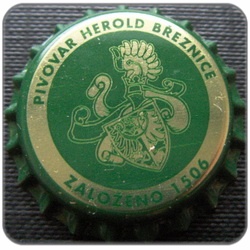 PIVOVAR HEROLD BREZNICE
ZALOŽENO 1506